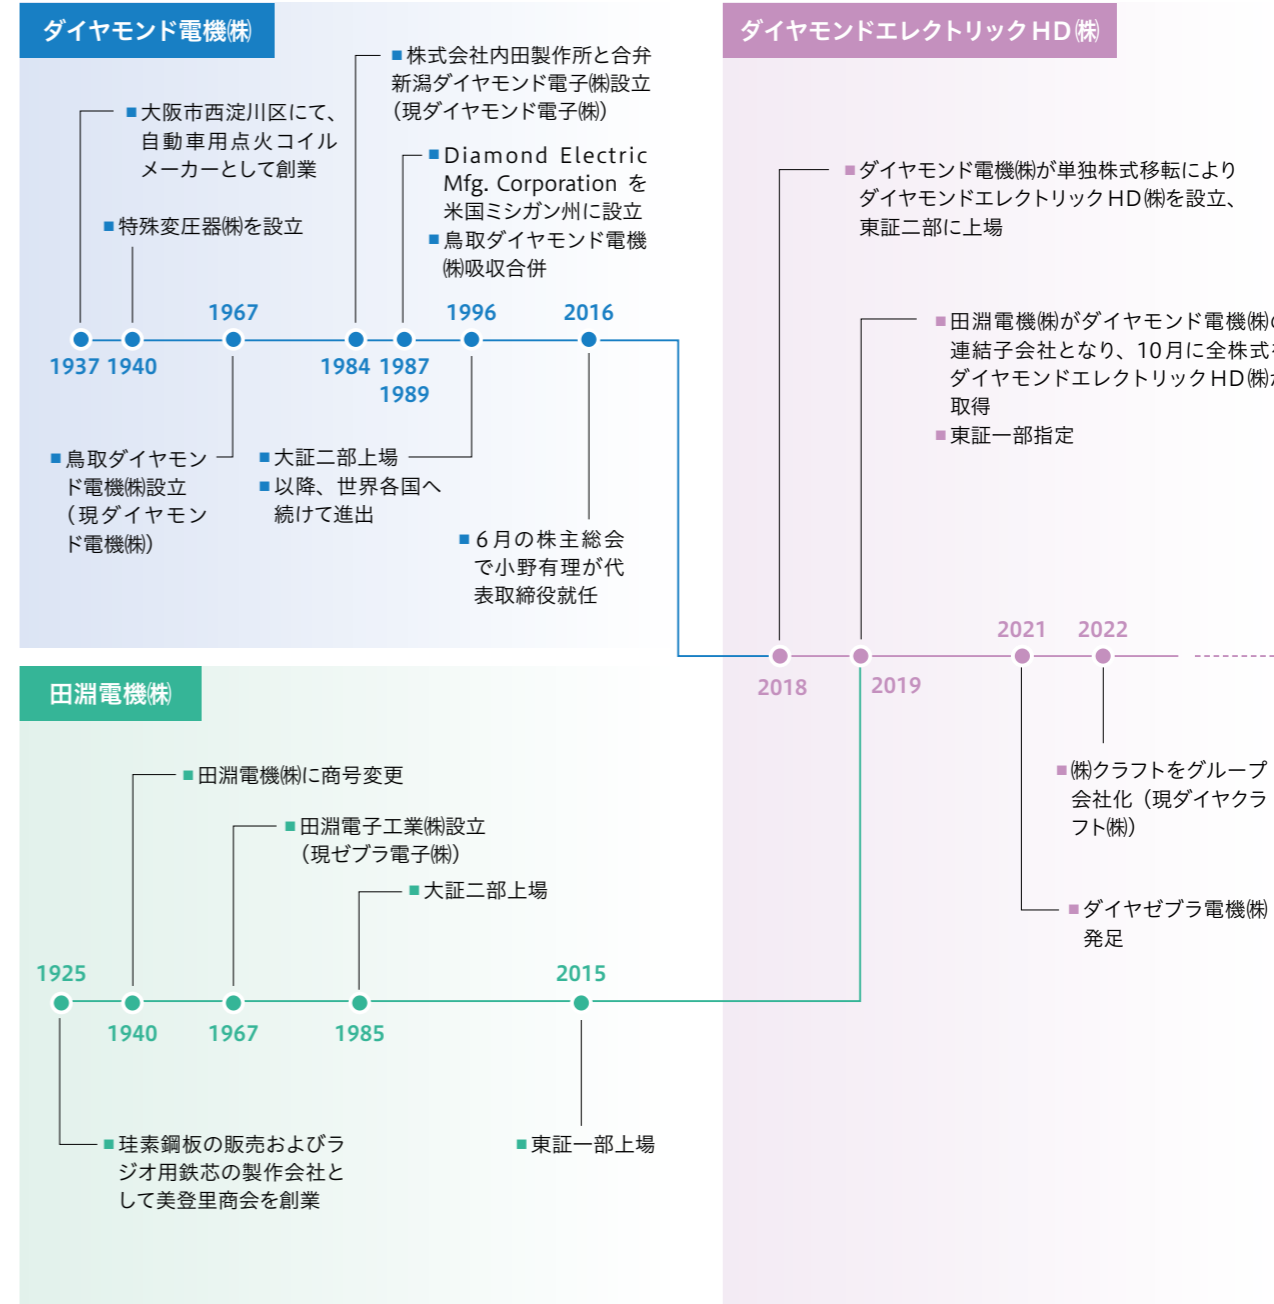 ダイヤモンド電機㈱
■大阪市西淀川区にて、
自動車用点火コイル
メーカーとして創業
■特殊変圧器㈱を設立
■株式会社内田製作所と合弁
新潟ダイヤモンド電子㈱設立
（現ダイヤモンド電子㈱）
■Diamond Electric
Mfg. Corporation を
米国ミシガン州に設立
■鳥取ダイヤモンド電機
㈱吸収合併
1967
1996
2016
1937
1940
1984
1987
1989
■鳥取ダイヤモン
ド電機㈱設立
（現ダイヤモン
ド電機㈱）
■大証二部上場
■以降、世界各国へ
続けて進出
■6月の株主総会
で小野有理が代
表取締役就任
田淵電機㈱
■田淵電機㈱に商号変更
■田淵電子工業㈱設立
（現ゼブラ電子㈱）
■大証二部上場
1925
2015
1940
1967
1985
■珪素鋼板の販売およびラ
ジオ用鉄芯の製作会社と
して美登里商会を創業
■東証一部上場
ダイヤモンドエレクトリックHD㈱
■ダイヤモンド電機㈱が単独株式移転により
ダイヤモンドエレクトリックHD㈱を設立、
東証二部に上場
■田淵電機㈱がダイヤモンド電機㈱
連結子会社となり、10月に全株式
ダイヤモンドエレクトリックHD㈱
取得
■東証一部指定
2021
2022
2018
2019
■㈱クラフトをグループ
会社化（現ダイヤクラ
フト㈱）
■ダイヤゼブラ電機㈱
発足